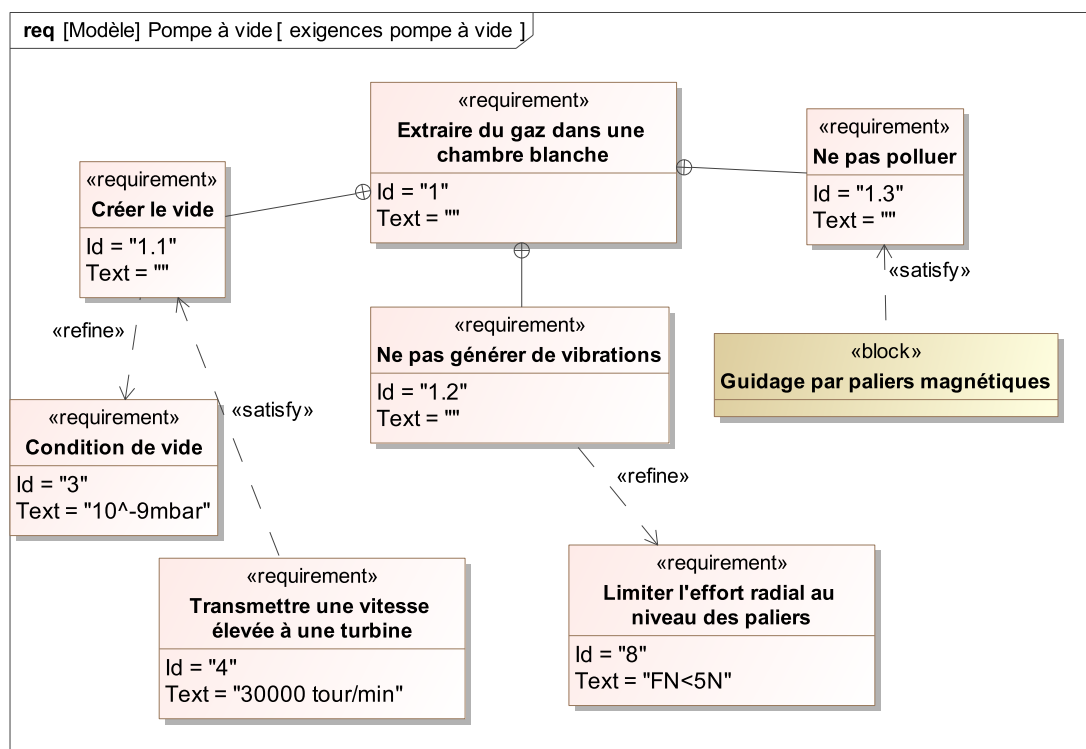 req [Modèle] Pompe à vide [ exigences pompe à vide ]
«requirement»
Extraire du gaz dans une
chambre blanche
Id = "1"
Text = ""
«requirement»
Ne pas polluer
Id = "1.3"
Text = ""
«requirement»
Créer le vide
Id = "1.1"
Text = ""
«satisfy»
«refine»
«requirement»
Ne pas générer de vibrations
Id = "1.2"
Text = ""
«block»
Guidage par paliers magnétiques
«requirement»
Condition de vide
Id = "3"
Text = "10^-9mbar"
«satisfy»
«refine»
«requirement»
Transmettre une vitesse
élevée à une turbine
Id = "4"
Text = "30000 tour/min"
«requirement»
Limiter l'effort radial au
niveau des paliers
Id = "8"
Text = "FN<5N"